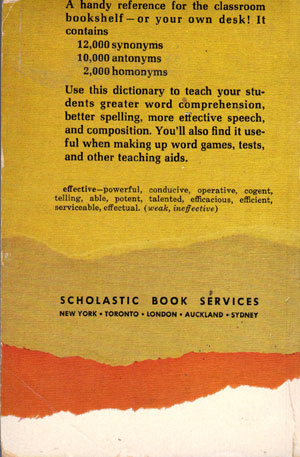 A handy reference for the classroom
bookshelf—or your own desk! It
contains
12,000 synonyms
10,000 antonyms
2,000 homonyms
Use this dictionary to teach your stu-
dents greater word comprehension,
better spelling, more effective speech,
and composition. You'll also find it use-
ful when making up word games, tests,
and other teaching aids.
effective—powerful, conducive, operative, cogent,
telling, able, potent, talented, efficacious, efficient,
serviceable, effectual. (weak, ineffective)
SCHOLASTIC BOOK SERVICES
NEW YORK • TORONTO • LONDON • AUCKLAND • SYDNEY